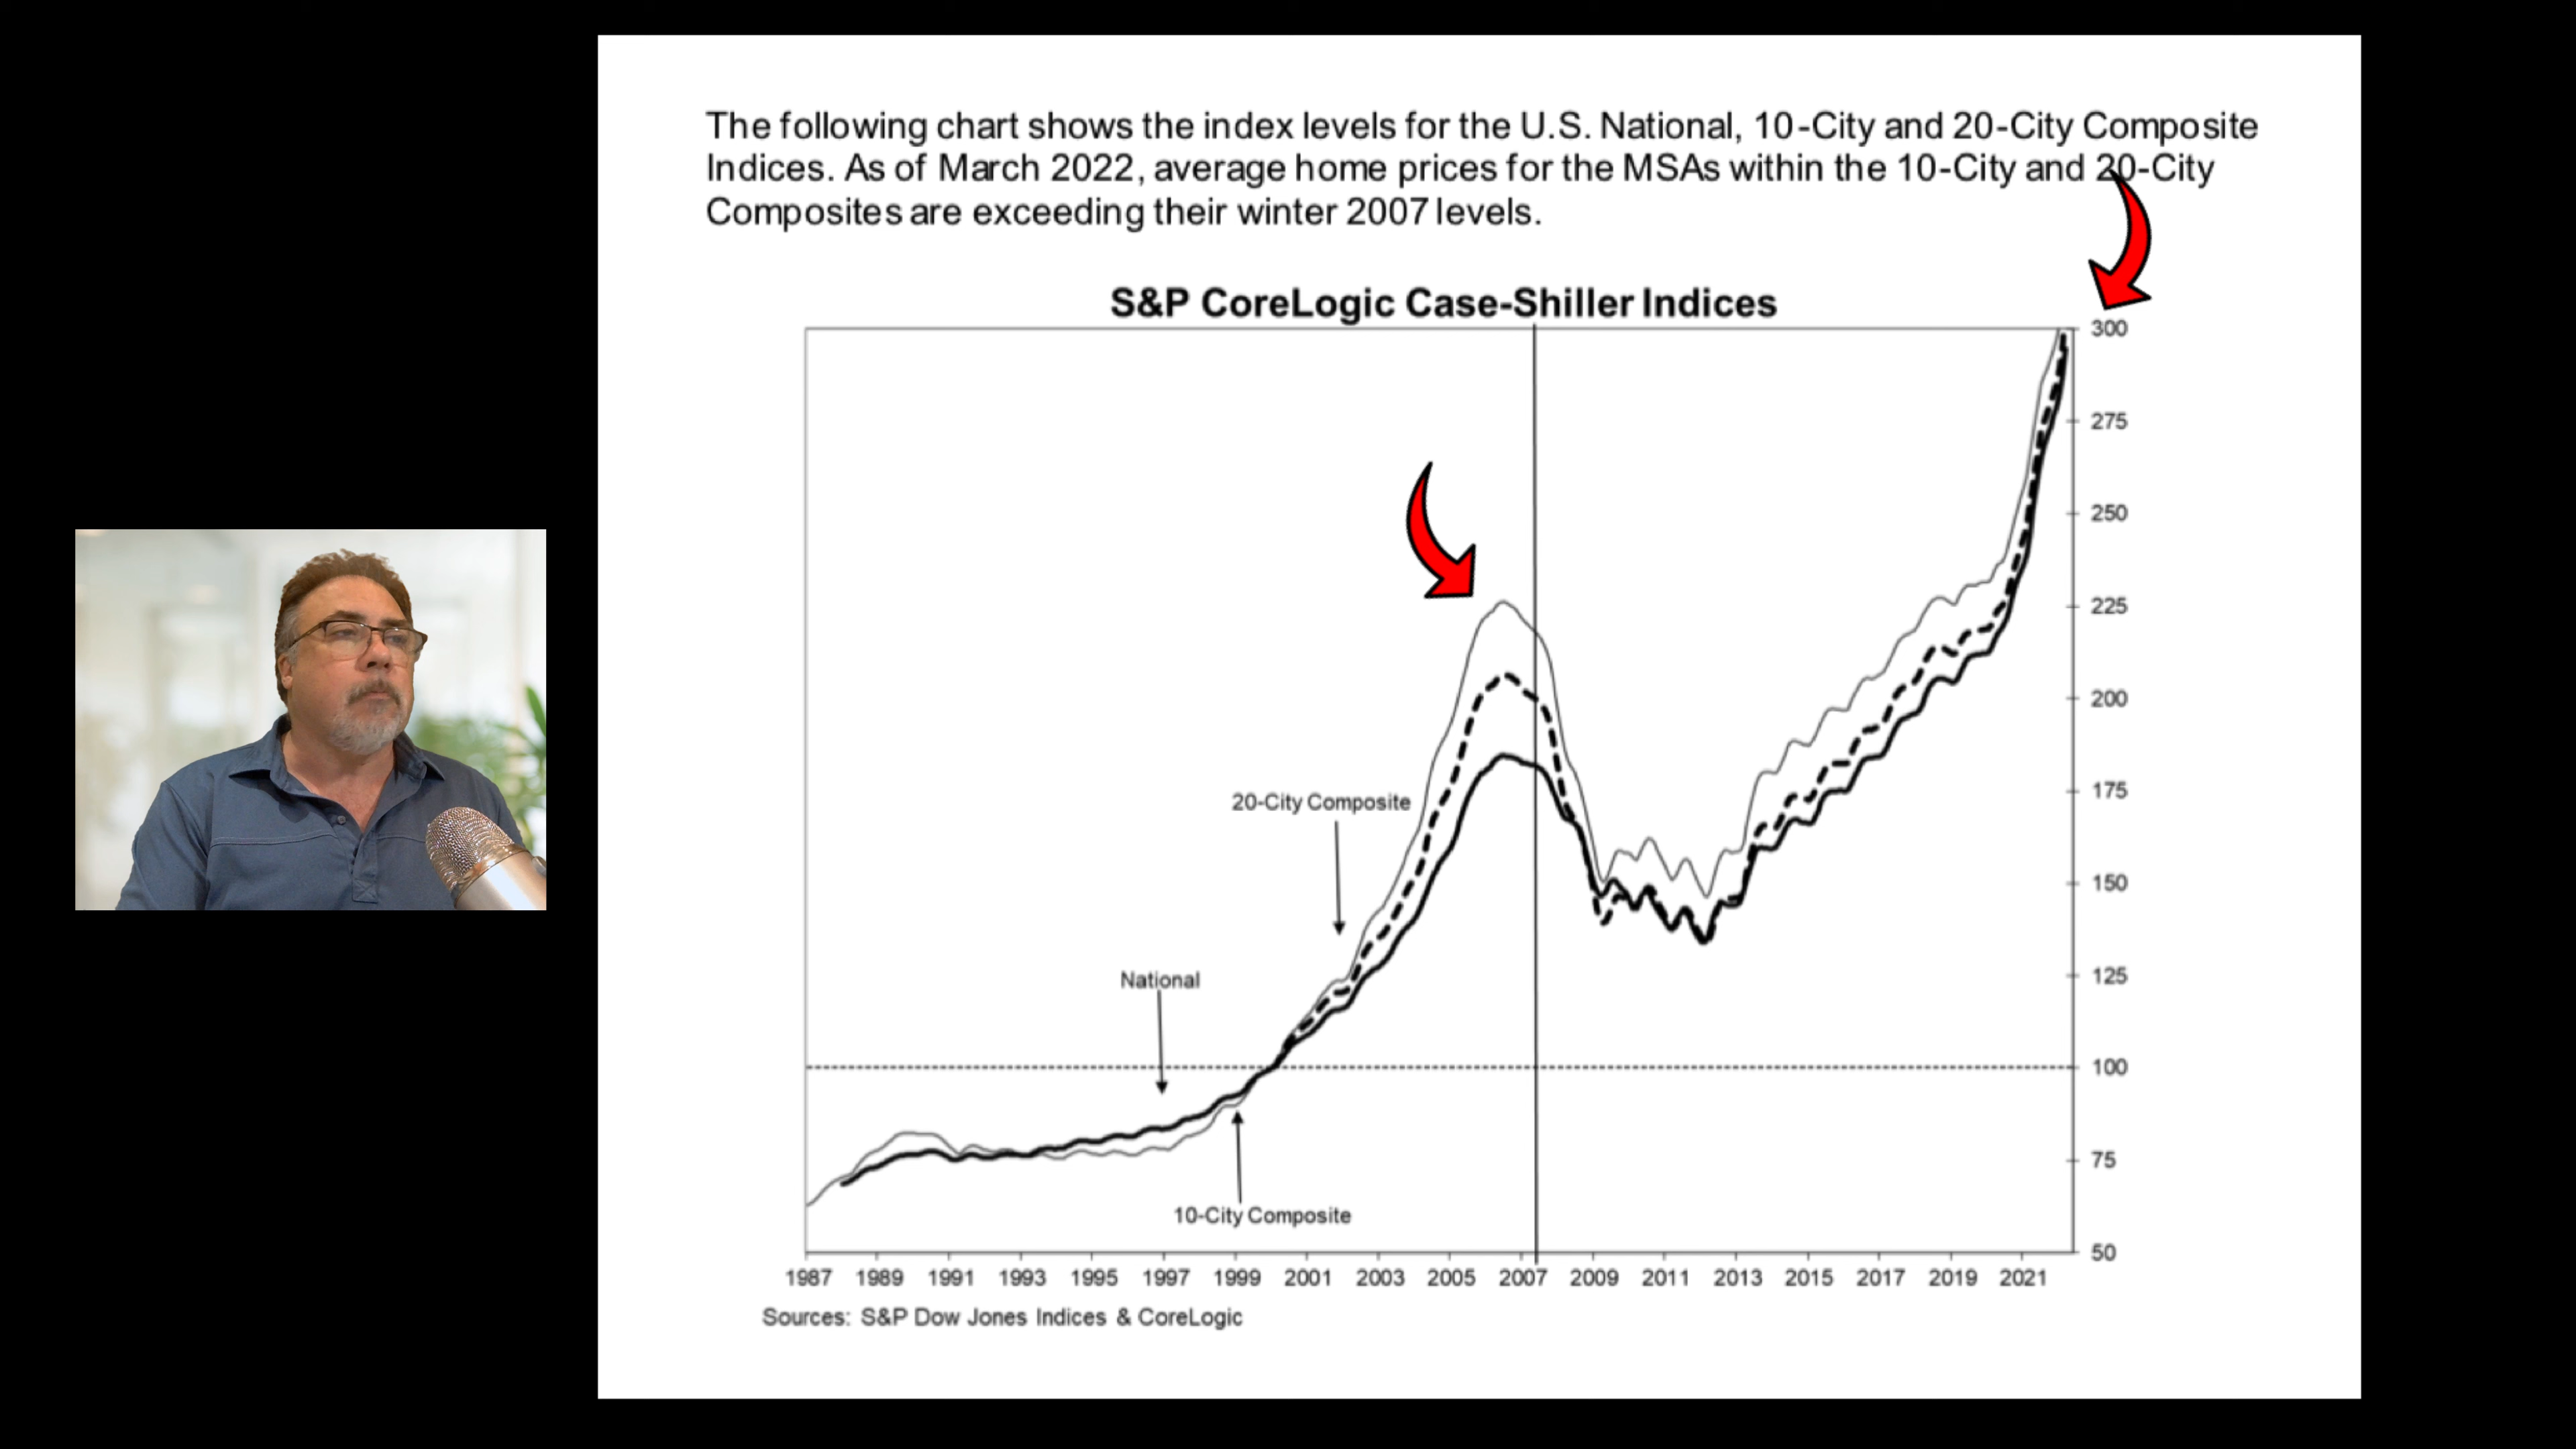 The following chart shows the index levels for the U.S. National, 10-City and 20-City Composite
Indices. As of March 2022, average home prices for the MSAs within the 10-City and 20-City
Composites are exceeding their winter 2007 levels.
S&P CoreLogic Case-Shiller Indices
300
275
250
225
200
20-City Composite
175
150
National
125
100
75
10-City Composite
50
1987 1989 1991 1993 1995 1997 1999 2001 2003 2005 2007 2009 2011 2013 2015 2017 2019 2021
Sources: S&P Dow Jones Indices & CoreLogic